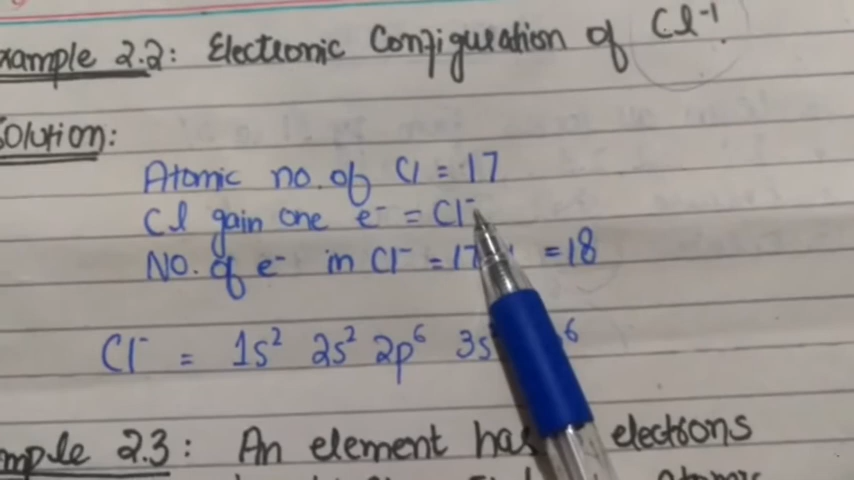 xample 2.2: Electronic Configuration of Cl⁻¹
Solution:
Atomic no. of Cl = 17
Cl gain one e⁻ = Cl⁻
NO. of e⁻ in Cl⁻ = 17 = 18
Cl⁻ = 1s² 2s² 2p⁶ 3s ⁶
mple 2.3: An element has elections